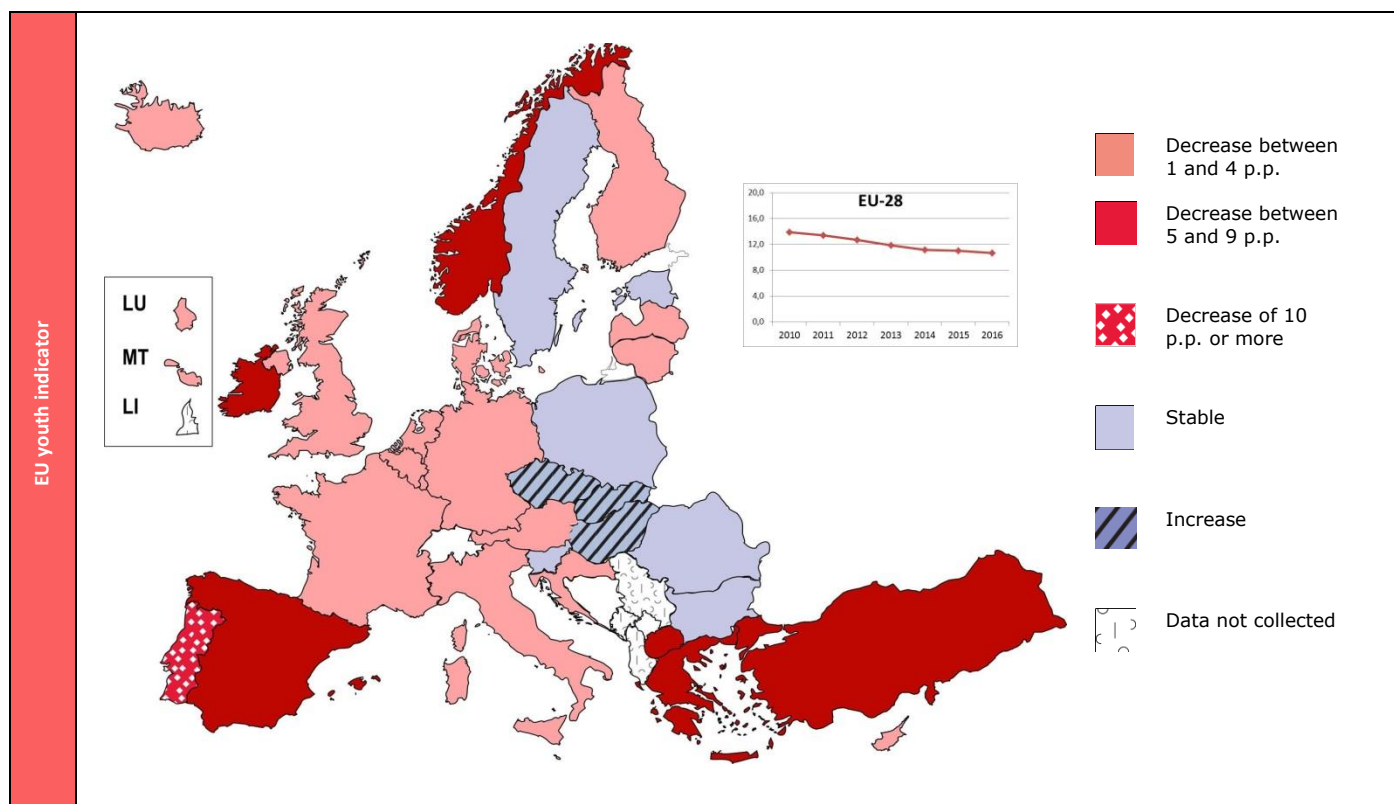 EU youth indicator
LU
MT
LI
EU-28
20,0
16,0
12,0
8,0
4,0
0,0
2010 2011 2012 2013 2014 2015 2016
Decrease between
1 and 4 p.p.
Decrease between
5 and 9 p.p.
Decrease of 10
p.p. or more
Stable
Increase
Data not collected